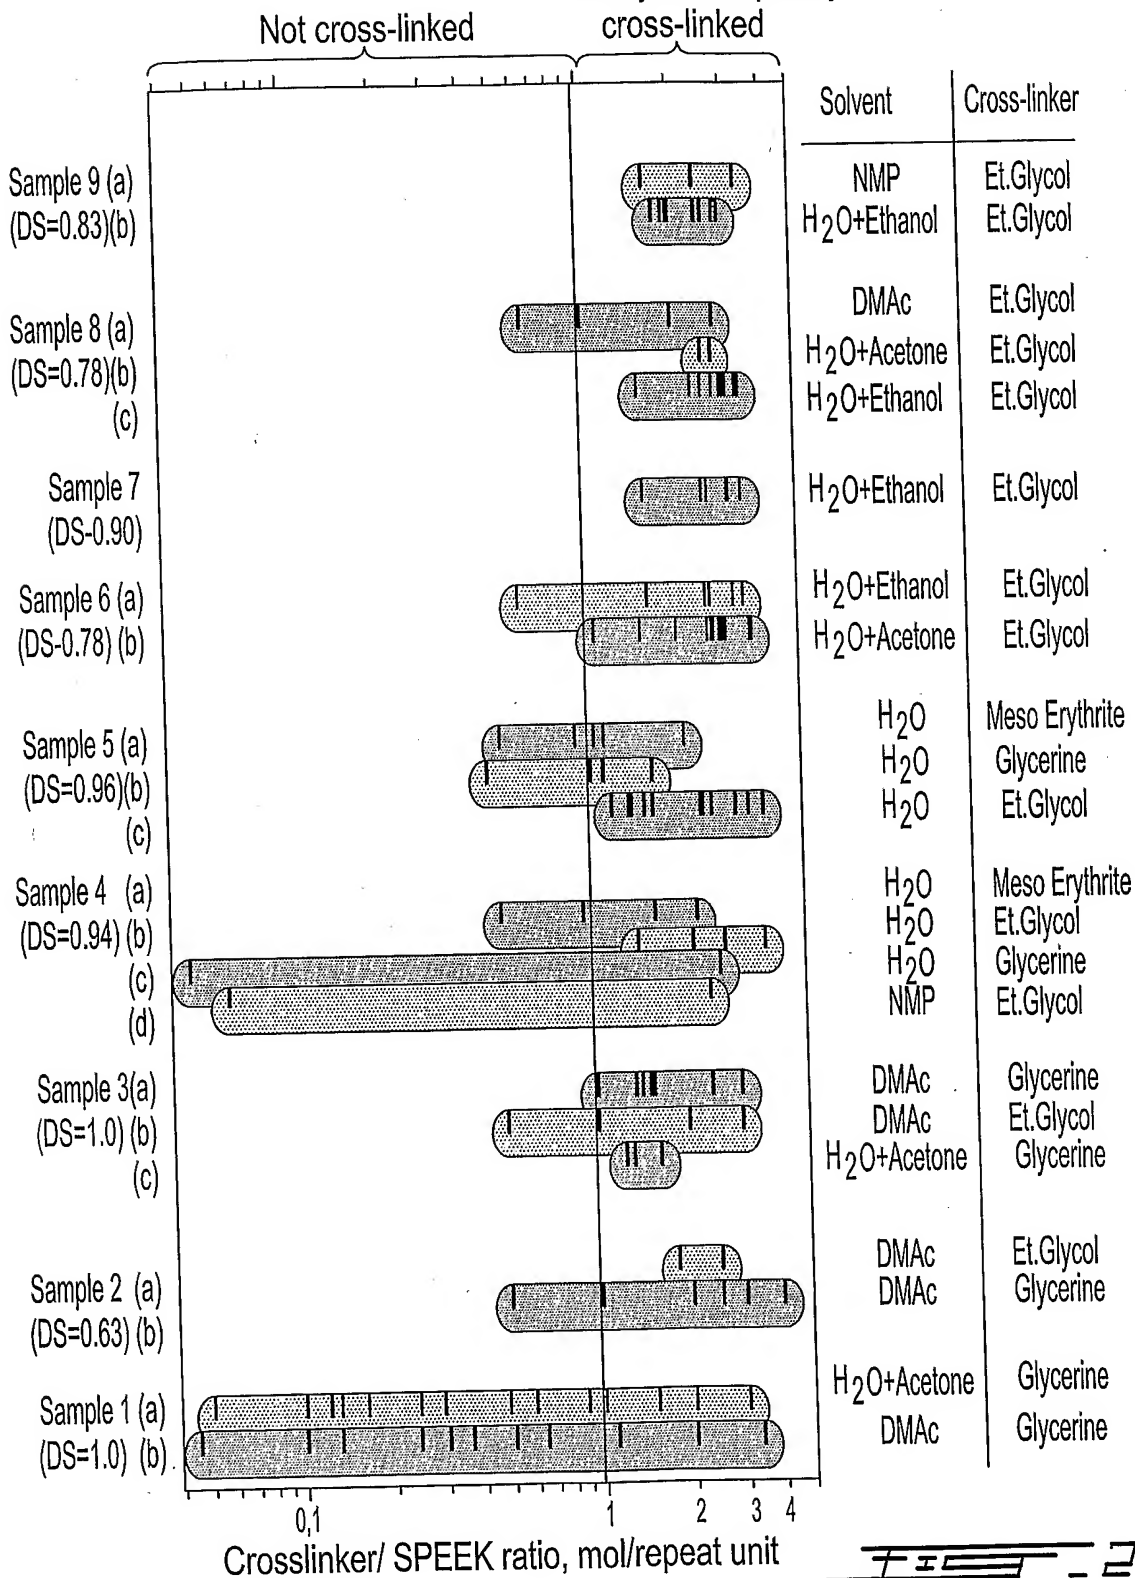 Not cross-linked
cross-linked
Solvent Cross-linker
Sample 9 (a) NMP Et.Glycol
(DS=0.83)(b) H2O+Ethanol Et.Glycol
Sample 8 (a) DMAc Et.Glycol
(DS=0.78)(b) H2O+Acetone Et.Glycol
(c) H2O+Ethanol Et.Glycol
Sample 7 H2O+Ethanol Et.Glycol
(DS-0.90)
Sample 6 (a) H2O+Ethanol Et.Glycol
(DS-0.78) (b) H2O+Acetone Et.Glycol
Sample 5 (a) H2O Meso Erythrite
(DS=0.96)(b) H2O Glycerine
(c) H2O Et.Glycol
Sample 4 (a) H2O Meso Erythrite
(DS=0.94) (b) H2O Et.Glycol
(c) H2O Glycerine
(d) NMP Et.Glycol
Sample 3(a) DMAc Glycerine
(DS=1.0) (b) DMAc Et.Glycol
(c) H2O+Acetone Glycerine
Sample 2 (a) DMAc Et.Glycol
(DS=0.63) (b) DMAc Glycerine
Sample 1 (a) H2O+Acetone Glycerine
(DS=1.0) (b) DMAc Glycerine
0,1 1 2 3 4
Crosslinker/ SPEEK ratio, mol/repeat unit
FIG_2